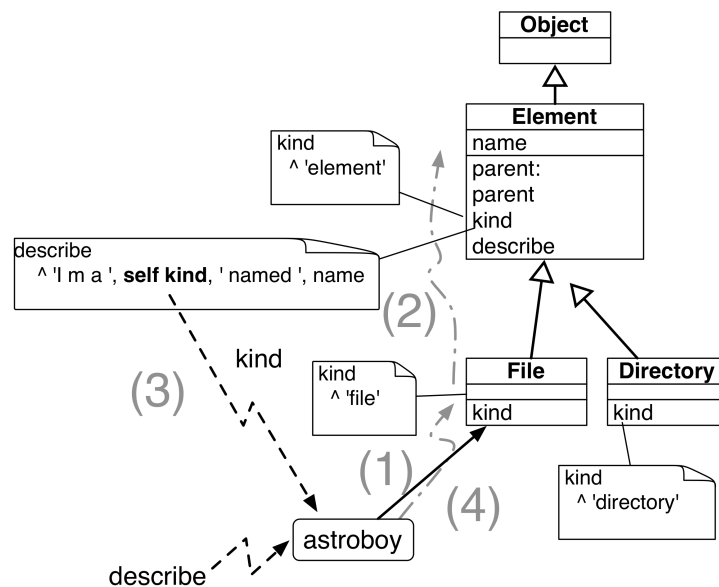 Object
Element
name
parent:
parent
kind
describe
kind
^ 'element'
describe
^ 'I m a ', self kind, ' named ', name
(2)
kind
(3)
kind
^ 'file'
File
kind
Directory
kind
(1)
(4)
kind
^ 'directory'
astroboy
describe